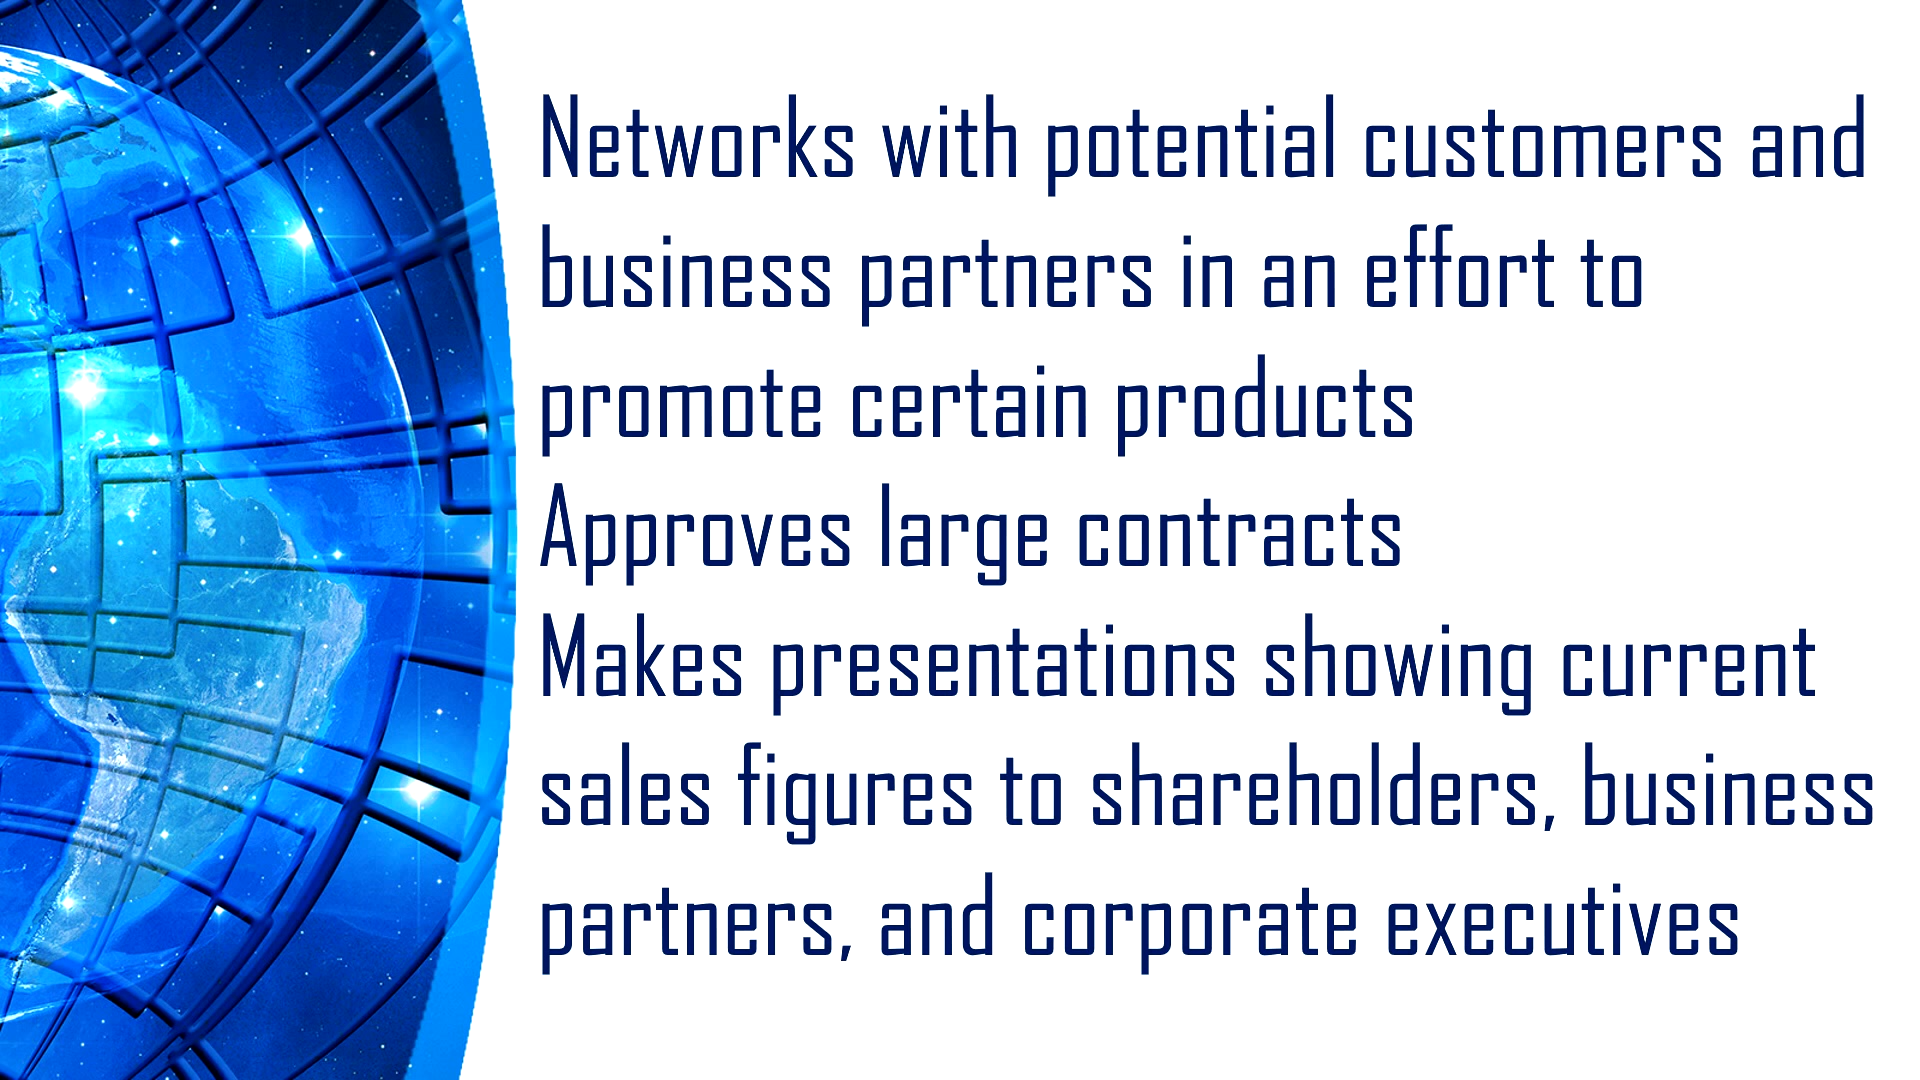 Networks with potential customers and
business partners in an effort to
promote certain products
Approves large contracts
Makes presentations showing current
sales figures to shareholders, business
partners, and corporate executives